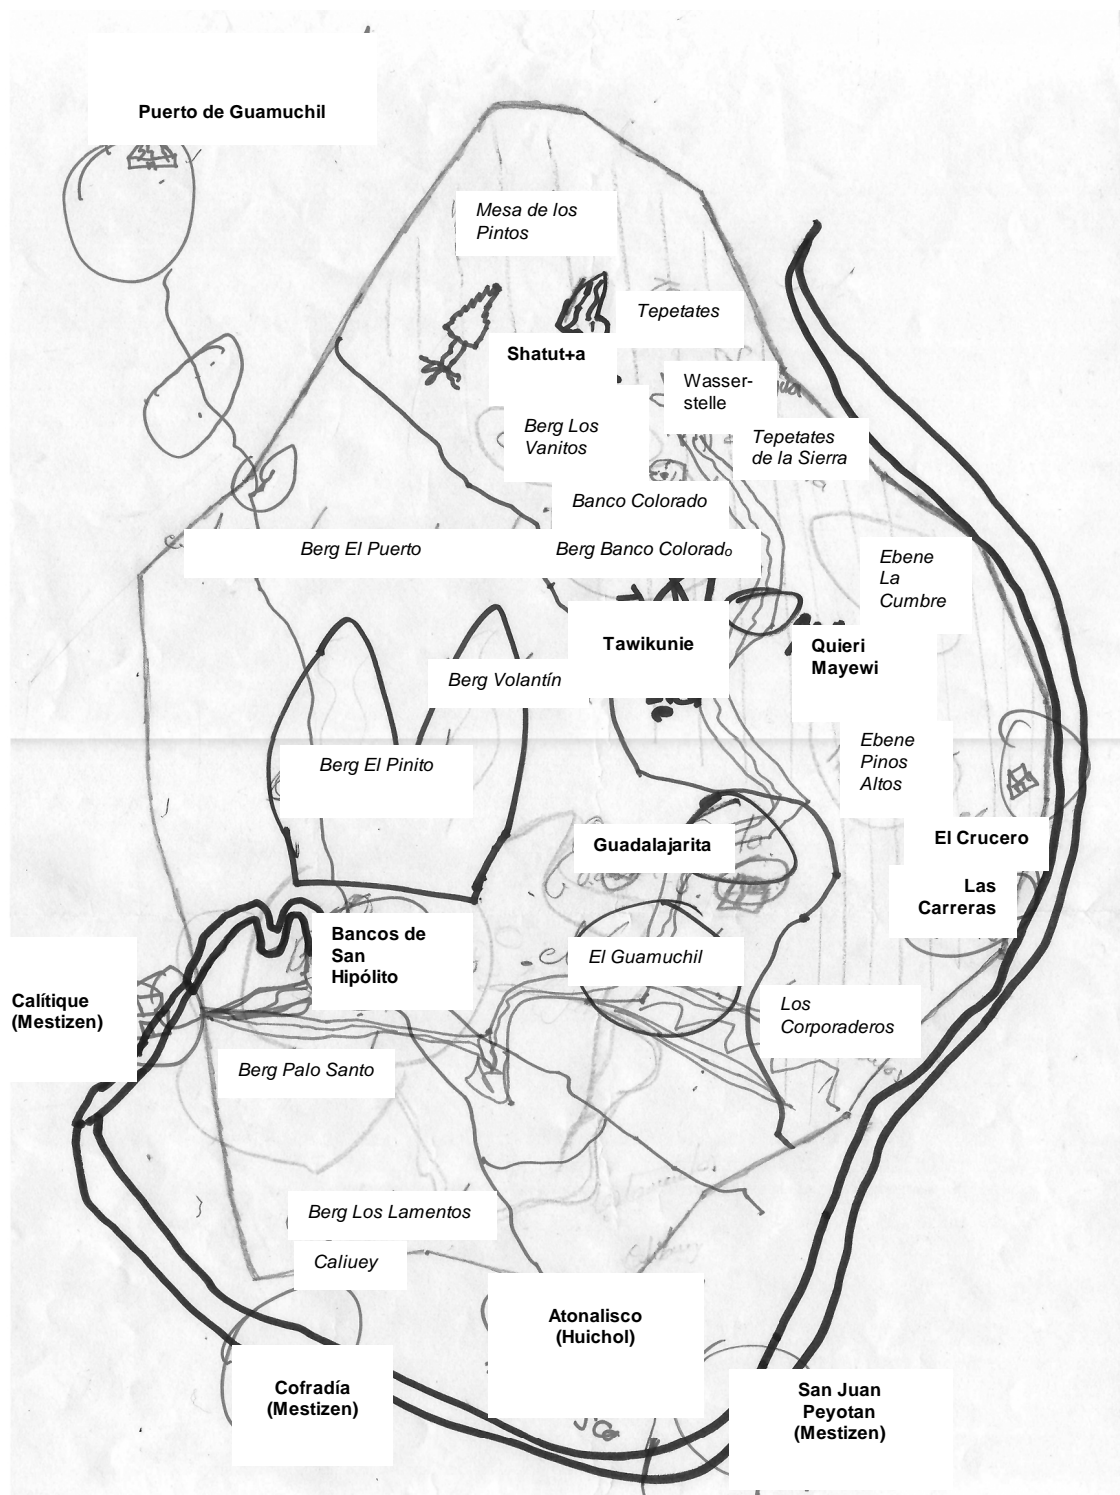 Puerto de Guamuchil
Mesa de los
Pintos
Tepetates
Shatut+a
Wasser-
stelle
Berg Los
Vanitos
Tepetates
de la Sierra
Banco Colorado
Berg El Puerto
Berg Banco Colorado
Ebene
La
Cumbre
Tawikunie
Quieri
Mayewi
Berg Volantín
Ebene
Pinos
Altos
Berg El Pinito
El Crucero
Guadalajarita
Las
Carreras
Bancos de
San
Hipólito
El Guamuchil
Calítique
(Mestizen)
Los
Corporaderos
Berg Palo Santo
Berg Los Lamentos
Caliuey
Atonalisco
(Huichol)
Cofradía
(Mestizen)
San Juan
Peyotan
(Mestizen)